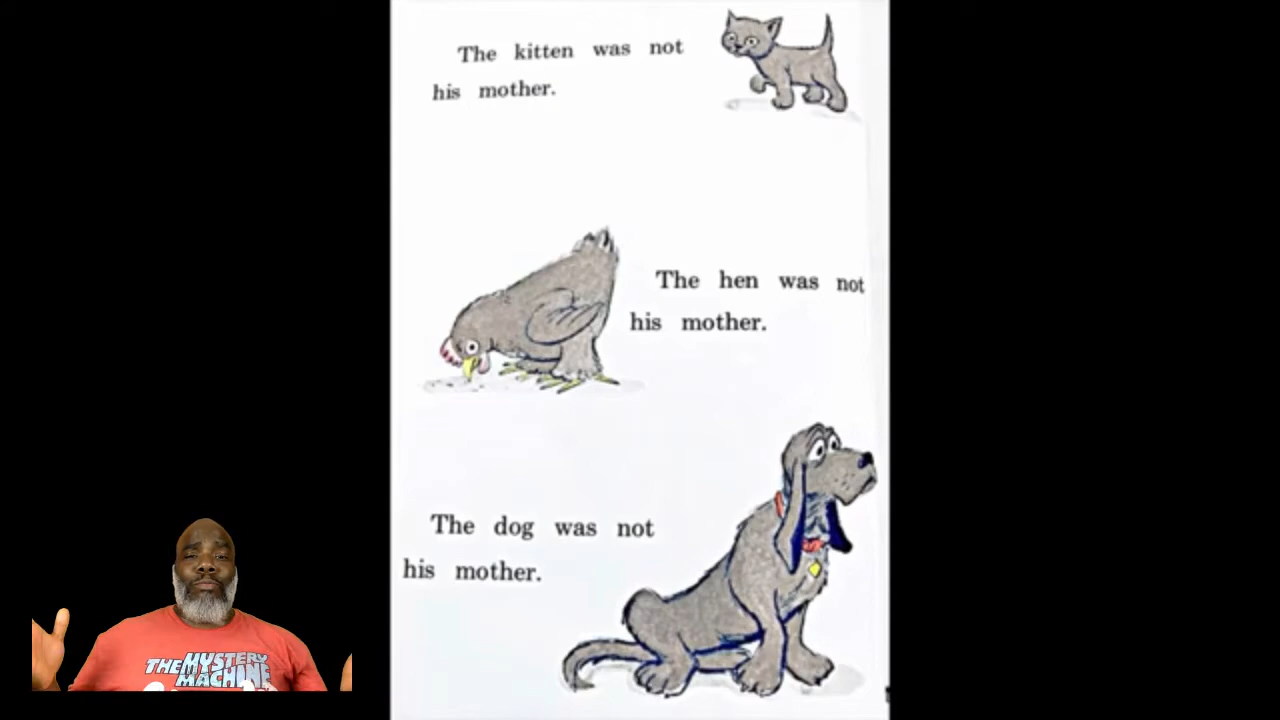 The kitten was not
his mother.
The hen was not
his mother.
The dog was not
his mother.
THE MYSTERY
MACHINE